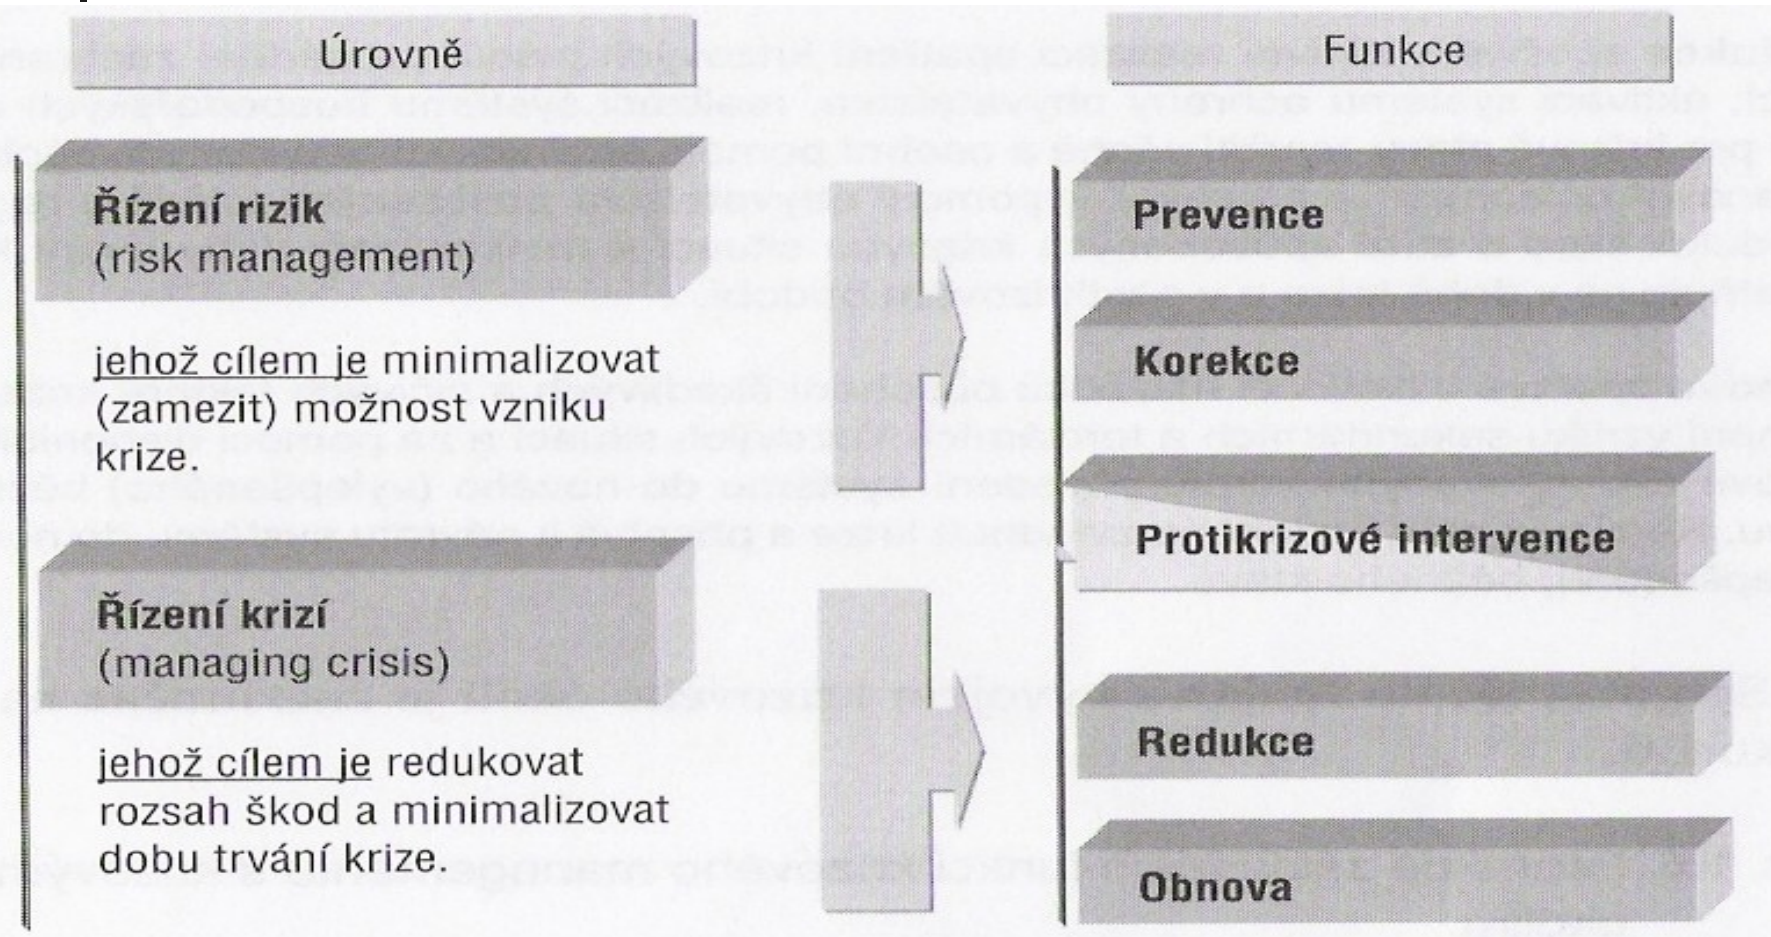 Úrovně
Řízení rizik
(risk management)
jehož cílem je minimalizovat
(zamezit) možnost vzniku
krize.
Řízení krizí
(managing crisis)
jehož cílem je redukovat
rozsah škod a minimalizovat
dobu trvání krize.
Funkce
Prevence
Korekce
Protikrizové intervence
Redukce
Obnova